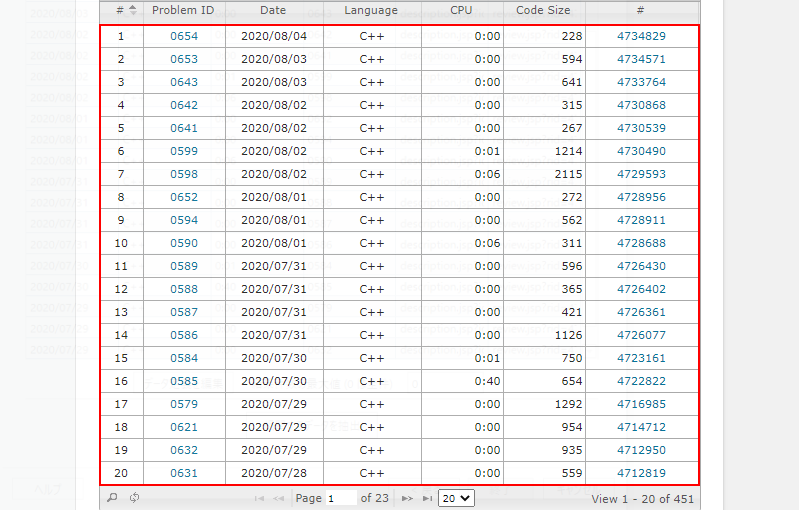 # Problem ID Date Language CPU Code Size #
1 0654 2020/08/04 C++ 0:00 228 4734829
2 0653 2020/08/03 C++ 0:00 594 4734571
3 0643 2020/08/03 C++ 0:00 641 4733764
4 0642 2020/08/02 C++ 0:00 315 4730868
5 0641 2020/08/02 C++ 0:00 267 4730539
6 0599 2020/08/02 C++ 0:01 1214 4730490
7 0598 2020/08/02 C++ 0:06 2115 4729593
8 0652 2020/08/01 C++ 0:00 272 4728956
9 0594 2020/08/01 C++ 0:00 562 4728911
10 0590 2020/08/01 C++ 0:06 311 4728688
11 0589 2020/07/31 C++ 0:00 596 4726430
12 0588 2020/07/31 C++ 0:00 365 4726402
13 0587 2020/07/31 C++ 0:00 421 4726361
14 0586 2020/07/31 C++ 0:00 1126 4726077
15 0584 2020/07/30 C++ 0:01 750 4723161
16 0585 2020/07/30 C++ 0:40 654 4722822
17 0579 2020/07/29 C++ 0:00 1292 4716985
18 0621 2020/07/29 C++ 0:00 954 4714712
19 0632 2020/07/29 C++ 0:00 935 4712950
20 0631 2020/07/28 C++ 0:00 559 4712819
Page 1 of 23 20 View 1 - 20 of 451